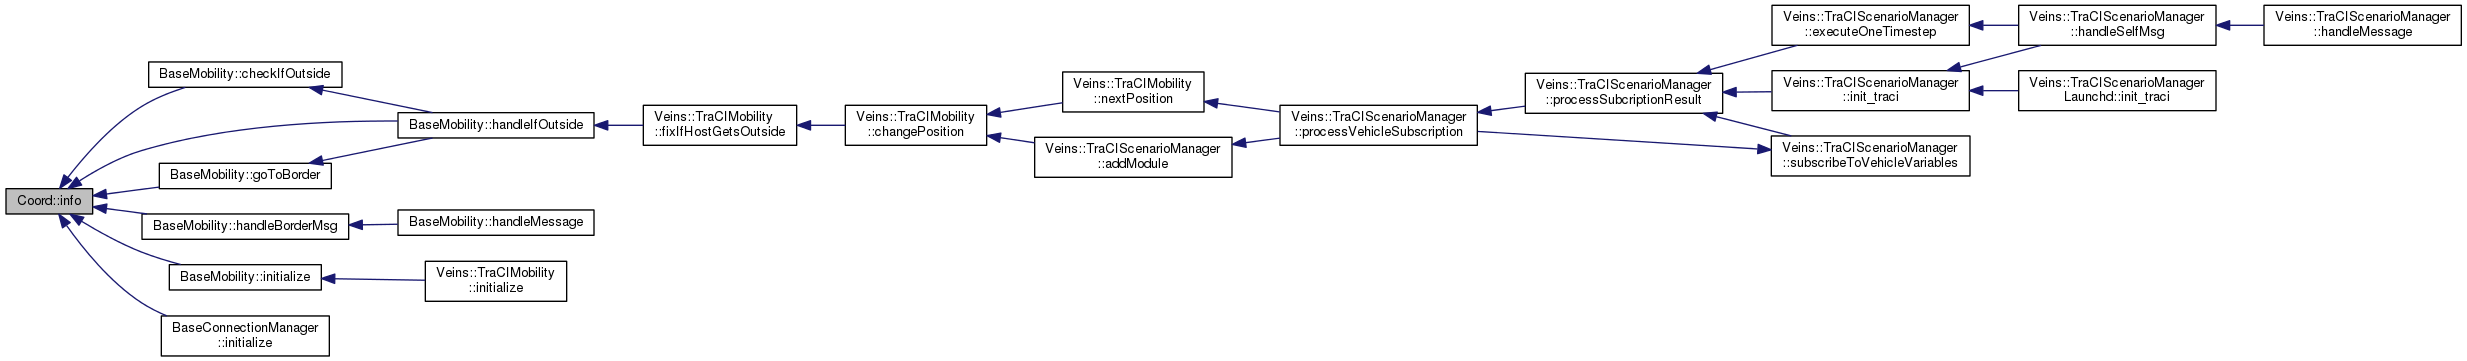 Coord::info
BaseMobility::checkIfOutside
BaseMobility::handleIfOutside
BaseMobility::goToBorder
BaseMobility::handleBorderMsg
BaseMobility::handleMessage
BaseMobility::initialize
Veins::TraCIMobility
::initialize
BaseConnectionManager
::initialize
Veins::TraCIMobility
::fixIfHostGetsOutside
Veins::TraCIMobility
::changePosition
Veins::TraCIMobility
::nextPosition
Veins::TraCIScenarioManager
::addModule
Veins::TraCIScenarioManager
::processVehicleSubscription
Veins::TraCIScenarioManager
::processSubcriptionResult
Veins::TraCIScenarioManager
::executeOneTimestep
Veins::TraCIScenarioManager
::init_traci
Veins::TraCIScenarioManager
::subscribeToVehicleVariables
Veins::TraCIScenarioManager
::handleSelfMsg
Veins::TraCIScenarioManager
Launchd::init_traci
Veins::TraCIScenarioManager
::handleMessage